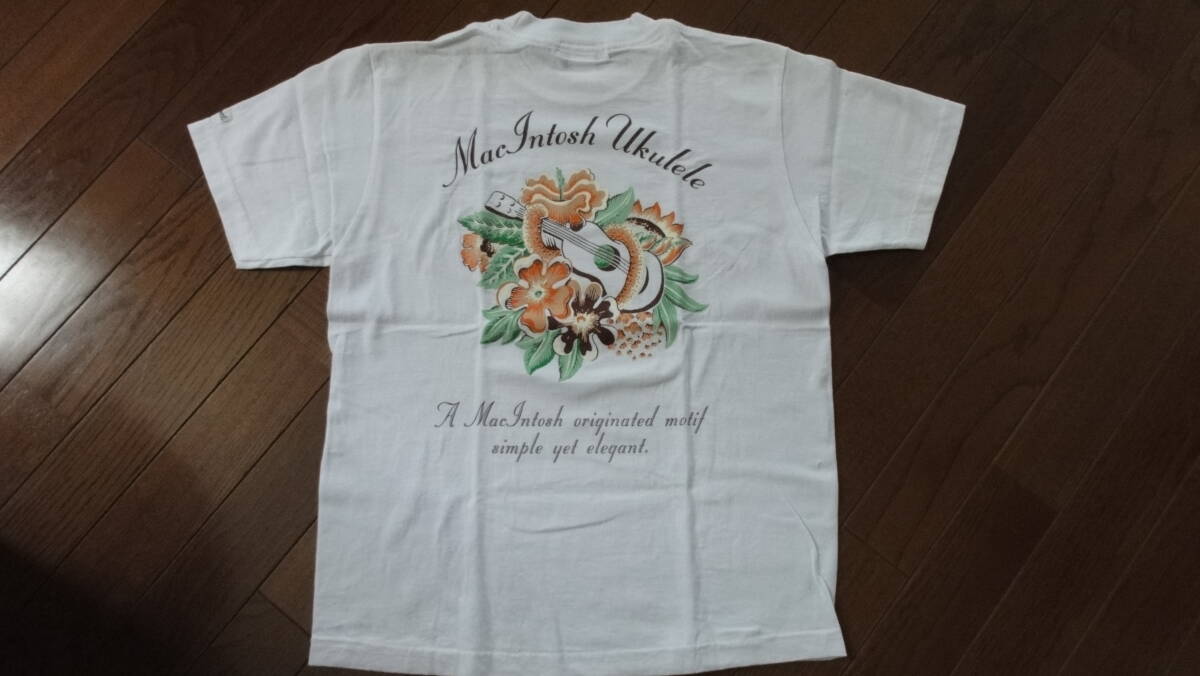 MacIntosh Ukulele
A MacIntosh originated motif
simple yet elegant.